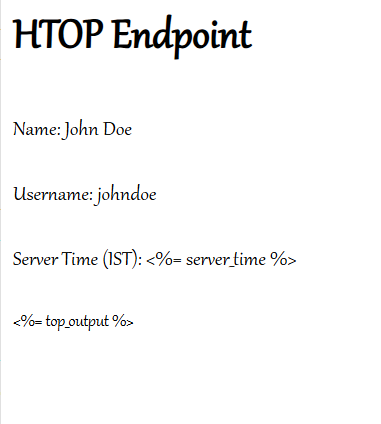 HTOP Endpoint
Name: John Doe
Username: johndoe
Server Time (IST): <%= server_time %>
<%= top_output %>